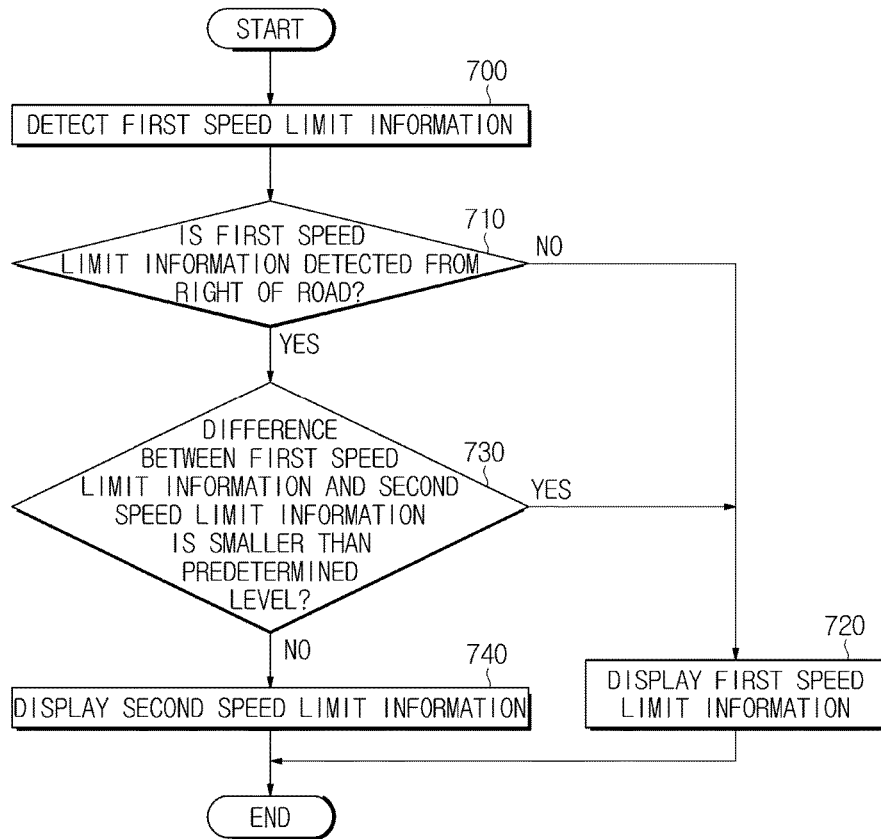 START
700
DETECT FIRST SPEED LIMIT INFORMATION
710
IS FIRST SPEED
LIMIT INFORMATION DETECTED FROM
RIGHT OF ROAD?
NO
YES
DIFFERENCE
BETWEEN FIRST SPEED
LIMIT INFORMATION AND SECOND
SPEED LIMIT INFORMATION
IS SMALLER THAN
PREDETERMINED
LEVEL?
730
YES
NO
740
DISPLAY SECOND SPEED LIMIT INFORMATION
720
DISPLAY FIRST SPEED
LIMIT INFORMATION
END